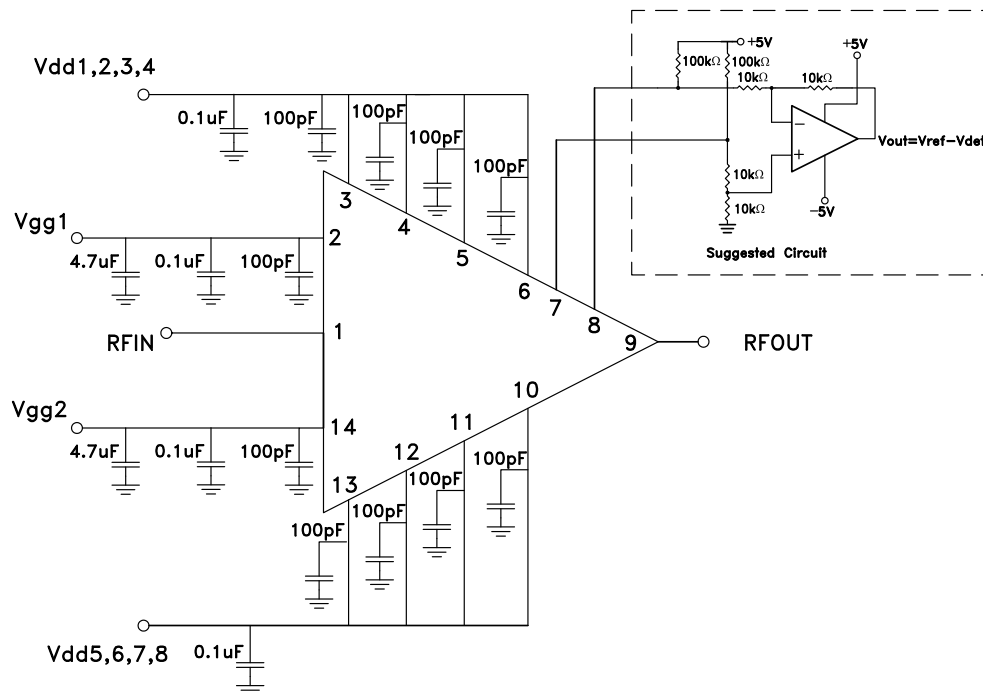 +5V
+5V
100kΩ
100kΩ
10kΩ
10kΩ
Vdd1,2,3,4
0.1uF
100pF
100pF
100pF
100pF
−
+
Vout=Vref-Vdet
10kΩ
10kΩ
−5V
Suggested Circuit
3
4
5
6
7
8
9
Vgg1
2
4.7uF
0.1uF
100pF
RFIN
1
RFOUT
Vgg2
14
4.7uF
0.1uF
100pF
10
11
12
13
100pF
100pF
100pF
100pF
Vdd5,6,7,8
0.1uF